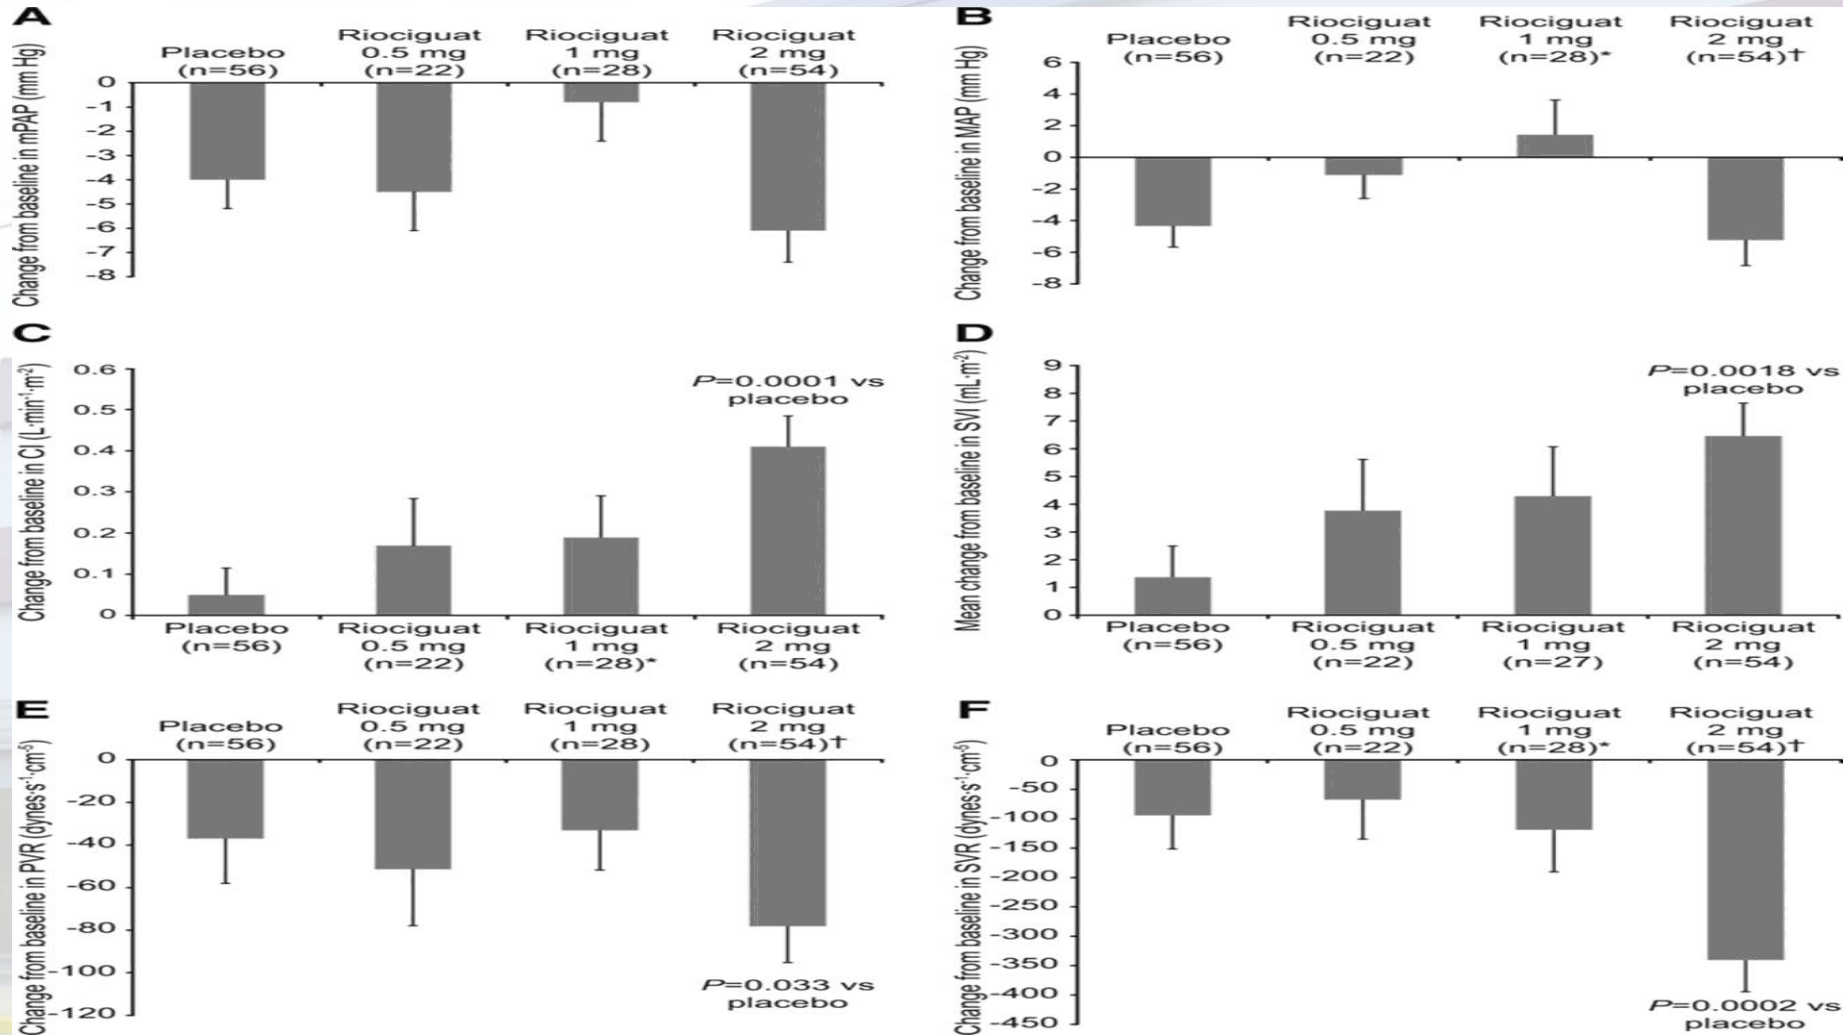 A
Change from baseline in mPAP (mm Hg)
Placebo
(n=56)
Riociguat
0.5 mg
(n=22)
Riociguat
1 mg
(n=28)
Riociguat
2 mg
(n=54)
0
-1
-2
-3
-4
-5
-6
-7
-8
B
Change from baseline in MAP (mm Hg)
Placebo
(n=56)
Riociguat
0.5 mg
(n=22)
Riociguat
1 mg
(n=28)*
Riociguat
2 mg
(n=54)†
6
4
2
0
-2
-4
-6
-8
C
Change from baseline in CI (L·min⁻¹·m⁻²)
0.6
0.5
0.4
0.3
0.2
0.1
0
P=0.0001 vs
placebo
Placebo
(n=56)
Riociguat
0.5 mg
(n=22)
Riociguat
1 mg
(n=28)*
Riociguat
2 mg
(n=54)
D
Mean change from baseline in SVI (mL·m⁻²)
9
8
7
6
5
4
3
2
1
0
P=0.0018 vs
placebo
Placebo
(n=56)
Riociguat
0.5 mg
(n=22)
Riociguat
1 mg
(n=27)
Riociguat
2 mg
(n=54)
E
Change from baseline in PVR (dynes·s⁻¹·cm⁻⁵)
Placebo
(n=56)
Riociguat
0.5 mg
(n=22)
Riociguat
1 mg
(n=28)
Riociguat
2 mg
(n=54)†
0
-20
-40
-60
-80
-100
-120
P=0.033 vs
placebo
F
Change from baseline in SVR (dynes·s⁻¹·cm⁻⁵)
Placebo
(n=56)
Riociguat
0.5 mg
(n=22)
Riociguat
1 mg
(n=28)*
Riociguat
2 mg
(n=54)†
0
-50
-100
-150
-200
-250
-300
-350
-400
-450
P=0.0002 vs
placebo